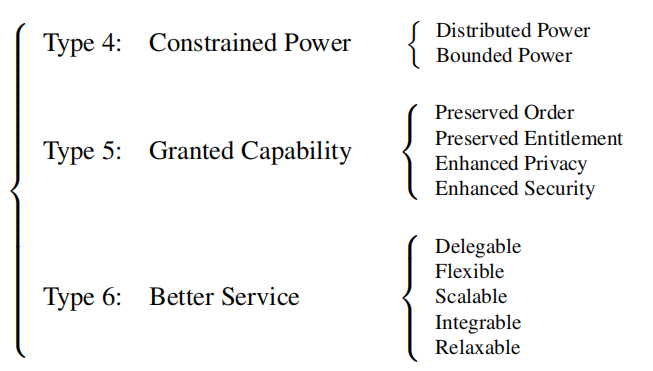 Type 4: Constrained Power
Distributed Power
Bounded Power
Type 5: Granted Capability
Preserved Order
Preserved Entitlement
Enhanced Privacy
Enhanced Security
Type 6: Better Service
Delegable
Flexible
Scalable
Integrable
Relaxable